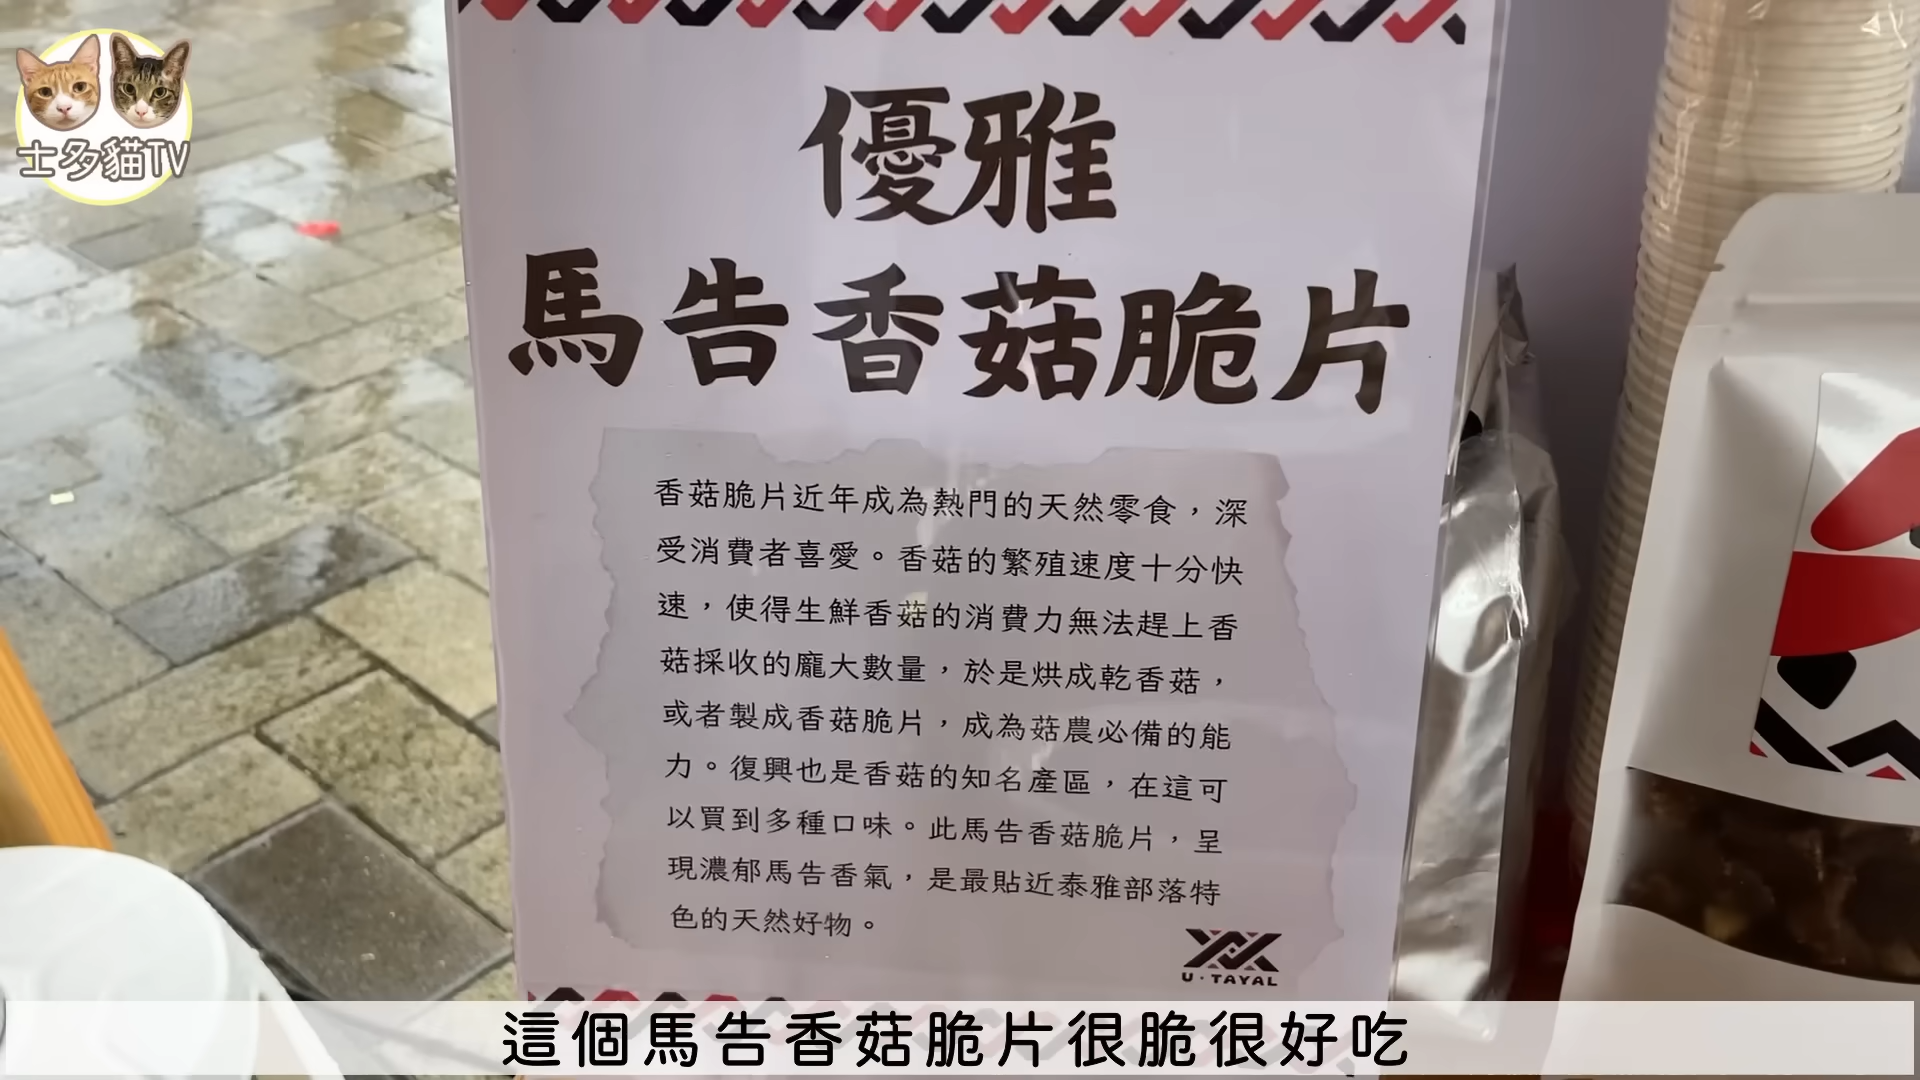 士多貓TV
優雅
馬告香菇脆片
香菇脆片近年成為熱門的天然零食，深
受消費者喜愛。香菇的繁殖速度十分快
速，使得生鮮香菇的消費力無法趕上香
菇採收的龐大數量，於是烘成乾香菇，
或者製成香菇脆片，成為菇農必備的能
力。復興也是香菇的知名產區，在這可
以買到多種口味。此馬告香菇脆片，呈
現濃郁馬告香氣，是最貼近泰雅部落特
色的天然好物。
U·TAYAL
這個馬告香菇脆片很脆很好吃